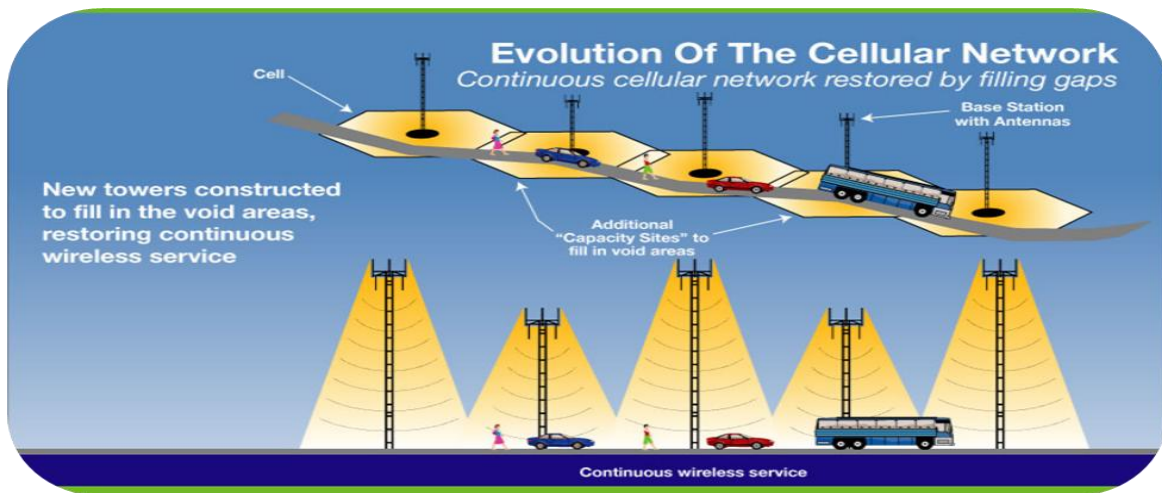 Evolution Of The Cellular Network
Continuous cellular network restored by filling gaps
Cell
Base Station
with Antennas
New towers constructed
to fill in the void areas,
restoring continuous
wireless service
Additional
"Capacity Sites" to
fill in void areas
Continuous wireless service